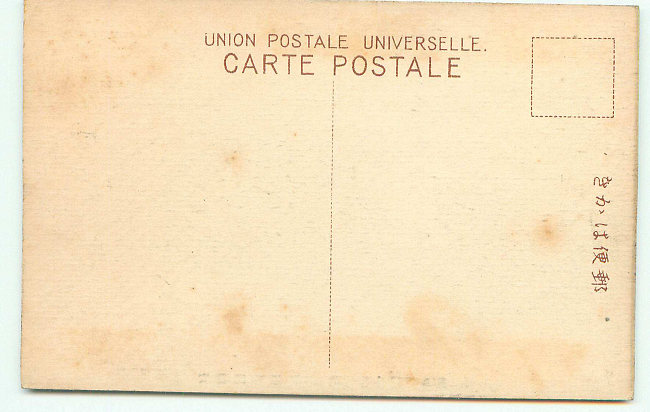 UNION POSTALE UNIVERSELLE.
CARTE POSTALE
きかは便郵